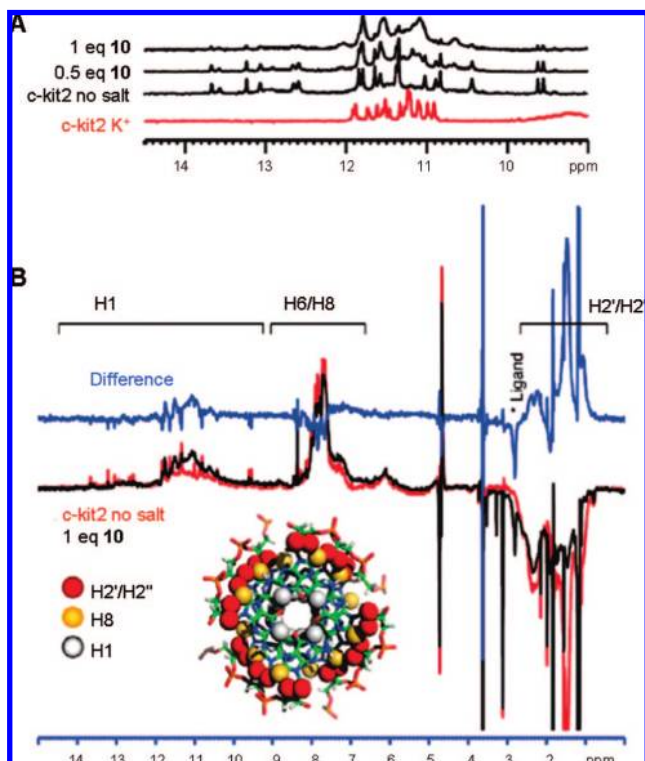 A
1 eq 10
0.5 eq 10
c-kit2 no salt
c-kit2 K⁺
14 13 12 11 10 ppm
B
H1 H6/H8 H2'/H2'
Difference
* Ligand
c-kit2 no salt
1 eq 10
H2'/H2"
H8
H1
14 13 12 11 10 9 8 7 6 5 4 3 2 ppm